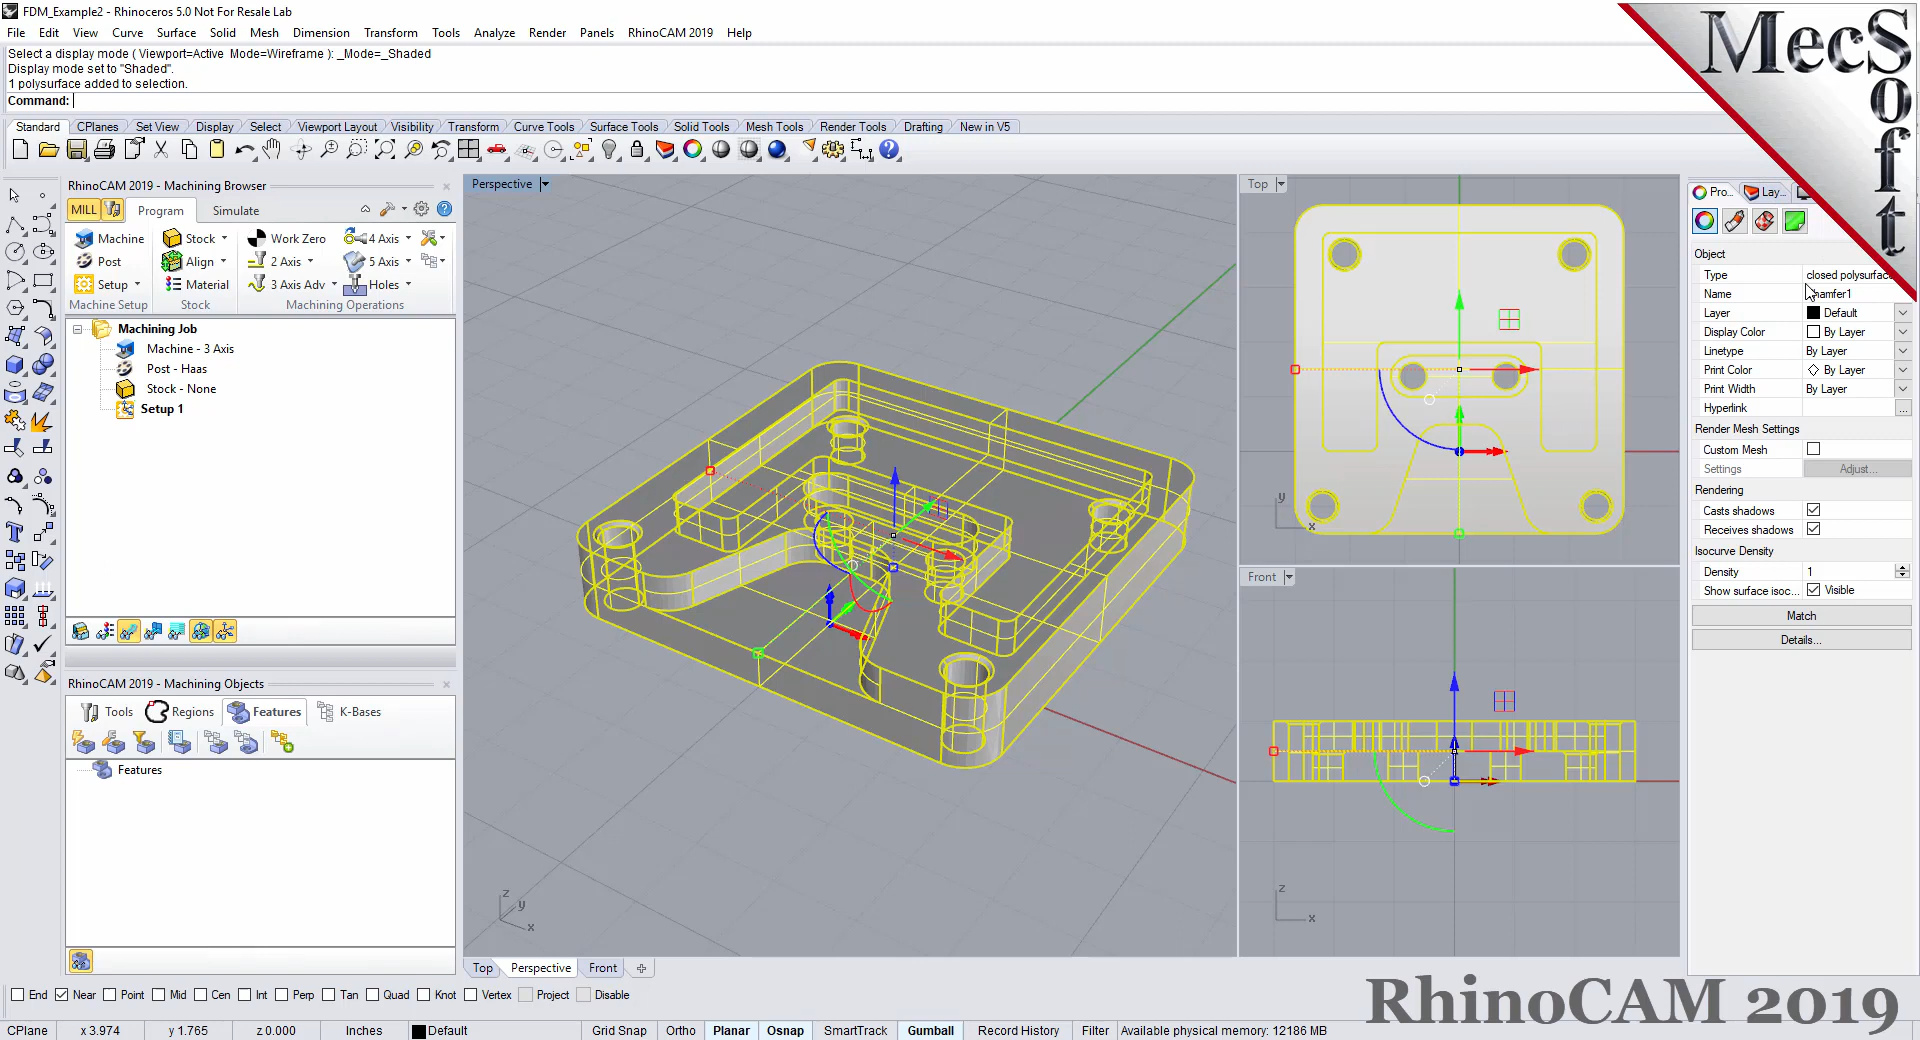 FDM_Example2 - Rhinoceros 5.0 Not For Resale Lab
File Edit View Curve Surface Solid Mesh Dimension Transform Tools Analyze Render Panels RhinoCAM 2019 Help
Select a display mode ( Viewport=Active Mode=Wireframe ): _Mode=_Shaded
Display mode set to "Shaded".
1 polysurface added to selection.
Command:
Standard CPlanes Set View Display Select Viewport Layout Visibility Transform Curve Tools Surface Tools Solid Tools Mesh Tools Render Tools Drafting New in V5
MecSoft
RhinoCAM 2019 - Machining Browser
MILL Program Simulate
Machine Stock Work Zero 4 Axis
Post Align 2 Axis 5 Axis
Setup Material 3 Axis Adv Holes
Machine Setup Stock Machining Operations
Machining Job
Machine - 3 Axis
Post - Haas
Stock - None
Setup 1
RhinoCAM 2019 - Machining Objects
Tools Regions Features K-Bases
Features
Perspective
z
y
x
Top
y
x
Front
z
x
Top Perspective Front
Pro... Lay...
Object
Type closed polysurfac
Name hamfer1
Layer Default
Display Color By Layer
Linetype By Layer
Print Color By Layer
Print Width By Layer
Hyperlink ...
Render Mesh Settings
Custom Mesh
Settings Adjust...
Rendering
Casts shadows
Receives shadows
Isocurve Density
Density 1
Show surface isoc... Visible
Match
Details...
End Near Point Mid Cen Int Perp Tan Quad Knot Vertex Project Disable
RhinoCAM 2019
CPlane x 3.974 y 1.765 z 0.000 Inches Default Grid Snap Ortho Planar Osnap SmartTrack Gumball Record History Filter Available physical memory: 12186 MB